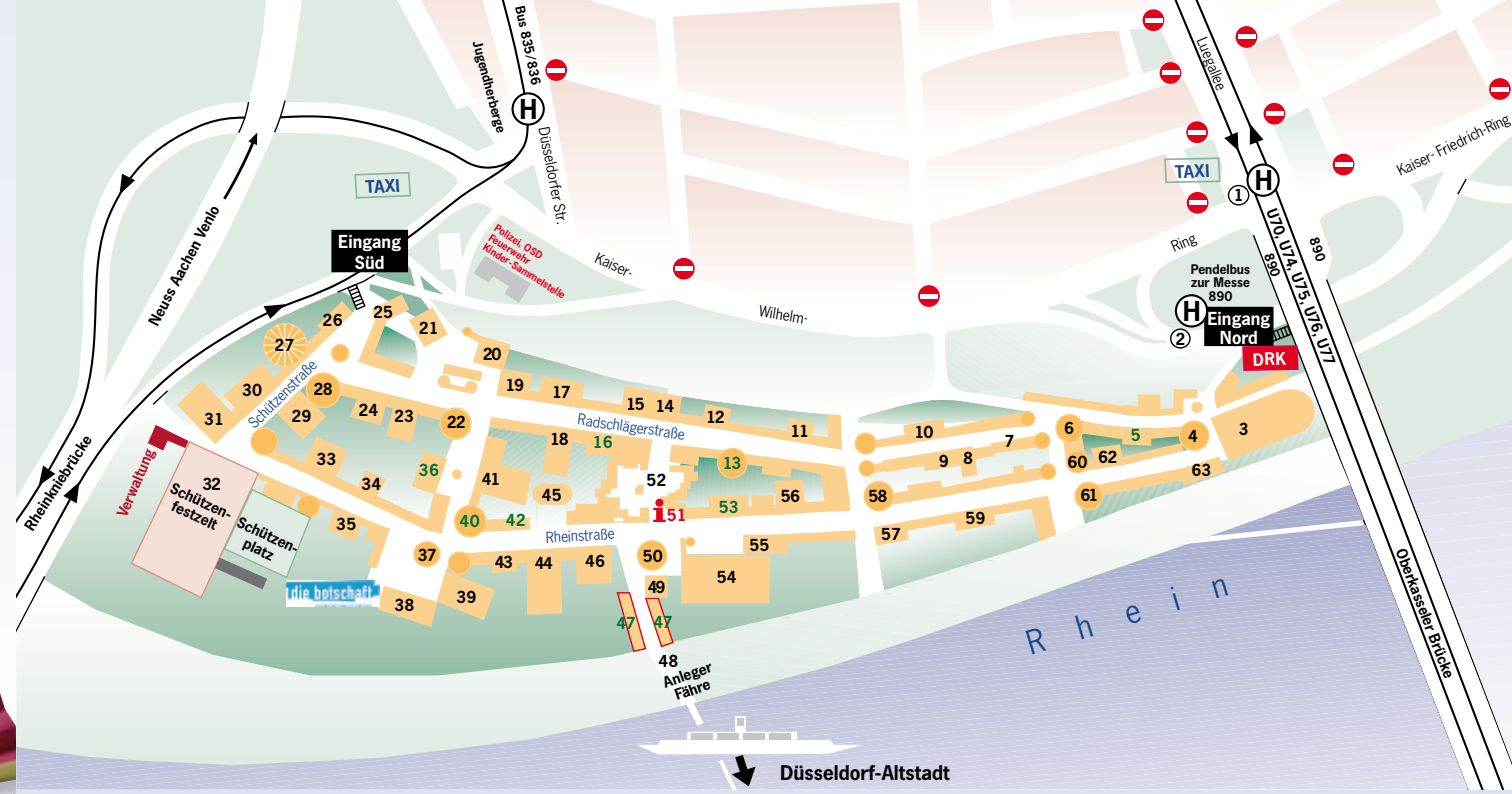 Bus 835/836
Jugendherberge
H
Düsseldorfer Str.
TAXI
Neuss Aachen Venlo
Eingang
Süd
Polizei, OSD
Feuerwehr
Kinder-Sammelstelle
Kaiser-
Wilhelm-
Ring
Luegallee
TAXI
H
1
Kaiser- Friedrich-Ring
U70, U74, U75, U76, U77
890
890
Pendelbus
zur Messe
890
H
2
Eingang
Nord
DRK
Oberkasseler Brücke
Rheinkniebrücke
25
26
21
27
20
19
17
15
14
12
11
30
28
31
29
24
23
22
Schützenstraße
Radschlägerstraße
18
16
13
10
7
9
8
6
5
4
3
60
62
63
33
36
34
41
45
52
51
53
56
58
61
59
57
35
40
42
Rheinstraße
37
43
44
46
50
55
54
49
38
39
47
47
48
Anleger
Fähre
Verwaltung
32
Schützen-
festzelt
Schützen-
platz
die botschaft
Rhein
Düsseldorf-Altstadt